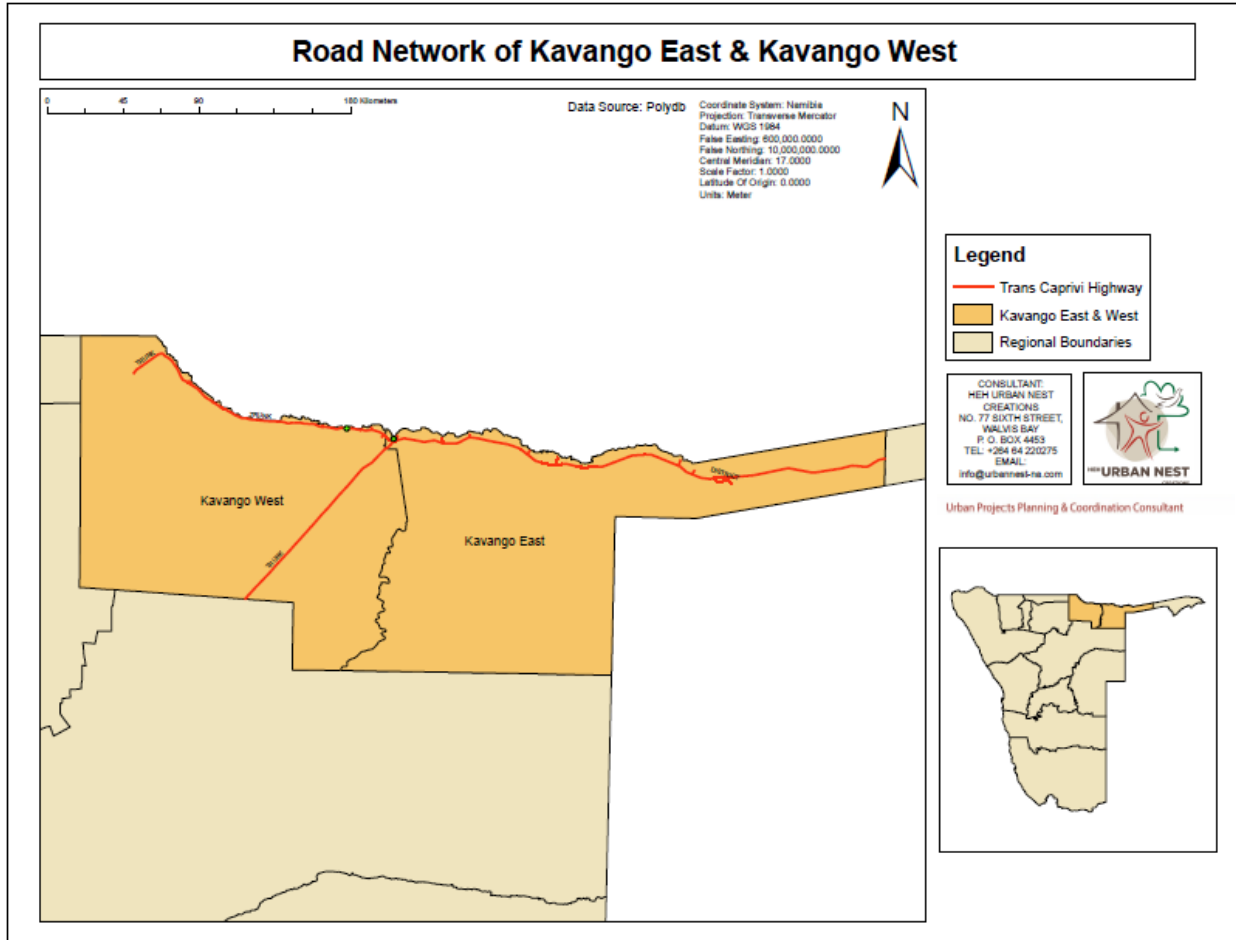 Road Network of Kavango East & Kavango West
0 45 90 180 Kilometers
Data Source: Polydb
Coordinate System: Namibia
Projection: Transverse Mercator
Datum: WGS 1984
False Easting: 600,000.0000
False Northing: 10,000,000.0000
Central Meridian: 17.0000
Scale Factor: 1.0000
Latitude Of Origin: 0.0000
Units: Meter
N
Legend
Trans Caprivi Highway
Kavango East & West
Regional Boundaries
CONSULTANT:
HEH URBAN NEST
CREATIONS
NO. 77 SIXTH STREET,
WALVIS BAY
P. O. BOX 4453
TEL: +264 64 220275
EMAIL:
info@urbannest-na.com
HEH URBAN NEST
CREATIONS
Urban Projects Planning & Coordination Consultant
Kavango West
Kavango East